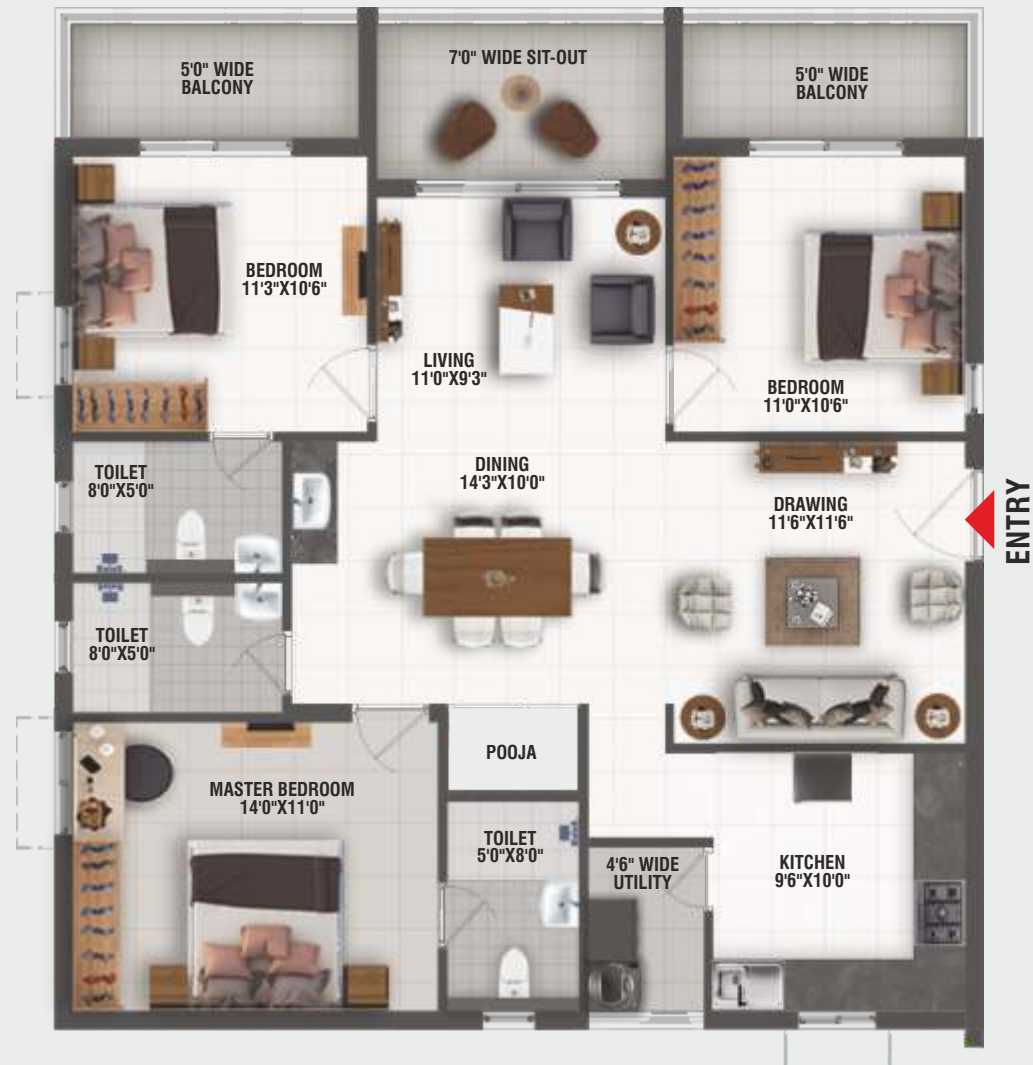 5'0" WIDE
BALCONY
7'0" WIDE SIT-OUT
5'0" WIDE
BALCONY
BEDROOM
11'3"X10'6"
LIVING
11'0"X9'3"
BEDROOM
11'0"X10'6"
TOILET
8'0"X5'0"
DINING
14'3"X10'0"
DRAWING
11'6"X11'6"
ENTRY
TOILET
8'0"X5'0"
POOJA
MASTER BEDROOM
14'0"X11'0"
TOILET
5'0"X8'0"
4'6" WIDE
UTILITY
KITCHEN
9'6"X10'0"